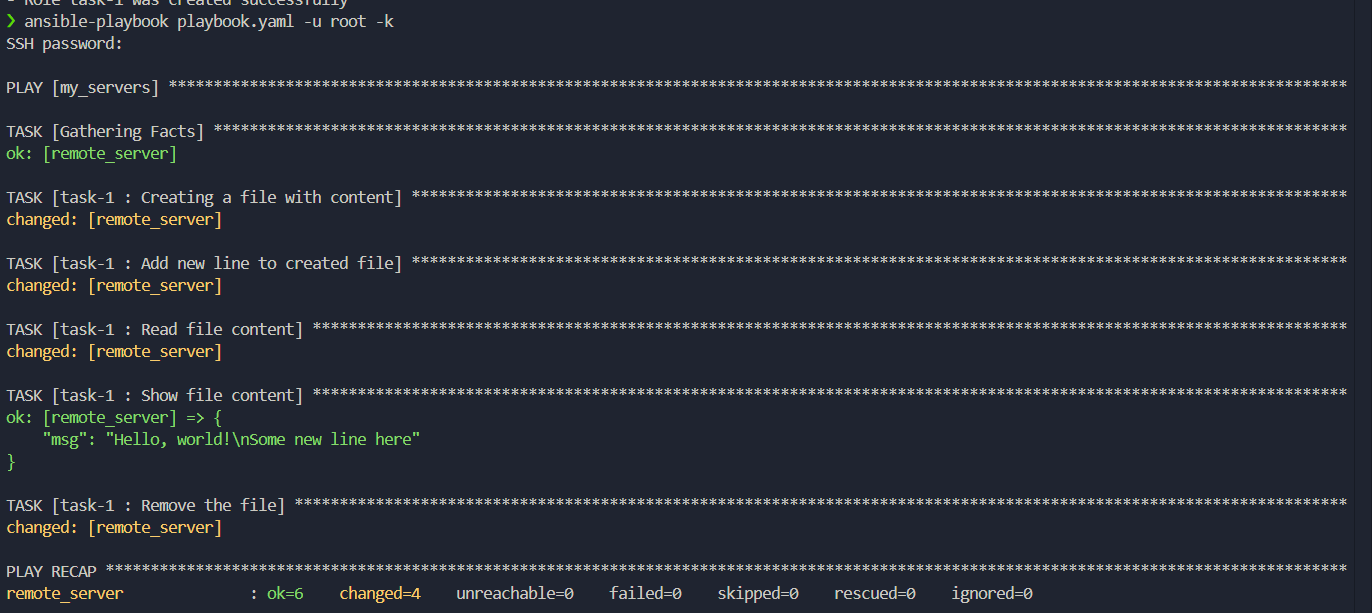 - Role task-1 was created successfully
❯ ansible-playbook playbook.yaml -u root -k
SSH password:
PLAY [my_servers] ***********************************************************************************************************************************
TASK [Gathering Facts] ******************************************************************************************************************************
ok: [remote_server]
TASK [task-1 : Creating a file with content] ********************************************************************************************************
changed: [remote_server]
TASK [task-1 : Add new line to created file] ********************************************************************************************************
changed: [remote_server]
TASK [task-1 : Read file content] *******************************************************************************************************************
changed: [remote_server]
TASK [task-1 : Show file content] *******************************************************************************************************************
ok: [remote_server] => {
    "msg": "Hello, world!\nSome new line here"
}
TASK [task-1 : Remove the file] *********************************************************************************************************************
changed: [remote_server]
PLAY RECAP ******************************************************************************************************************************************
remote_server              : ok=6    changed=4    unreachable=0    failed=0    skipped=0    rescued=0    ignored=0